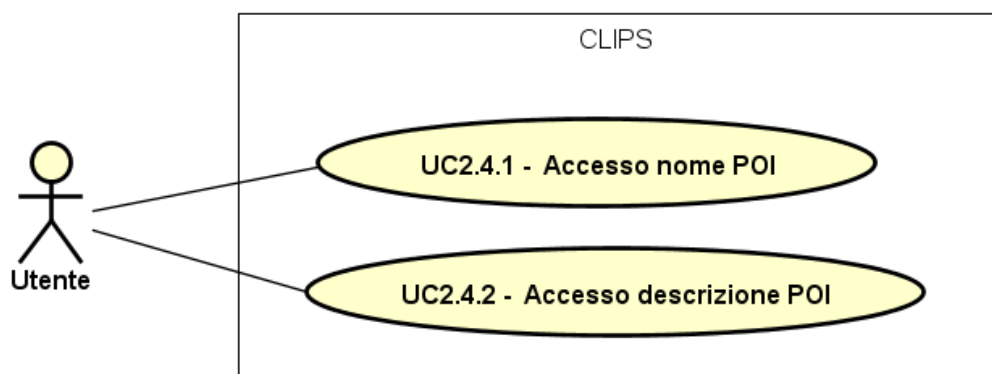 CLIPS
UC2.4.1 - Accesso nome POI
Utente
UC2.4.2 - Accesso descrizione POI